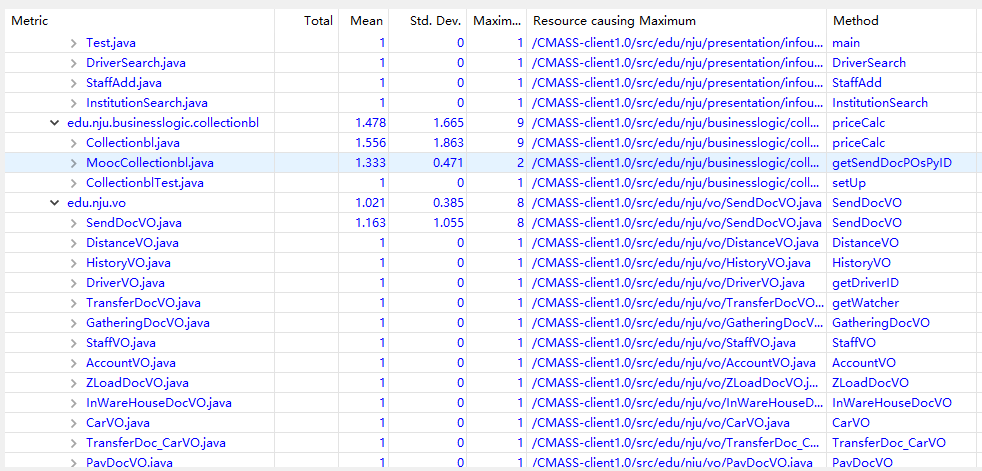 Metric Total Mean Std. Dev. Maxim... Resource causing Maximum Method
Test.java 1 0 1 /CMASS-client1.0/src/edu/nju/presentation/infou... main
DriverSearch.java 1 0 1 /CMASS-client1.0/src/edu/nju/presentation/infou... DriverSearch
StaffAdd.java 1 0 1 /CMASS-client1.0/src/edu/nju/presentation/infou... StaffAdd
InstitutionSearch.java 1 0 1 /CMASS-client1.0/src/edu/nju/presentation/infou... InstitutionSearch
edu.nju.businesslogic.collectionbl 1.478 1.665 9 /CMASS-client1.0/src/edu/nju/businesslogic/coll... priceCalc
Collectionbl.java 1.556 1.863 9 /CMASS-client1.0/src/edu/nju/businesslogic/coll... priceCalc
MoocCollectionbl.java 1.333 0.471 2 /CMASS-client1.0/src/edu/nju/businesslogic/coll... getSendDocPOsPyID
CollectionblTest.java 1 0 1 /CMASS-client1.0/src/edu/nju/businesslogic/coll... setUp
edu.nju.vo 1.021 0.385 8 /CMASS-client1.0/src/edu/nju/vo/SendDocVO.java SendDocVO
SendDocVO.java 1.163 1.055 8 /CMASS-client1.0/src/edu/nju/vo/SendDocVO.java SendDocVO
DistanceVO.java 1 0 1 /CMASS-client1.0/src/edu/nju/vo/DistanceVO.java DistanceVO
HistoryVO.java 1 0 1 /CMASS-client1.0/src/edu/nju/vo/HistoryVO.java HistoryVO
DriverVO.java 1 0 1 /CMASS-client1.0/src/edu/nju/vo/DriverVO.java getDriverID
TransferDocVO.java 1 0 1 /CMASS-client1.0/src/edu/nju/vo/TransferDocVO... getWatcher
GatheringDocVO.java 1 0 1 /CMASS-client1.0/src/edu/nju/vo/GatheringDocV... GatheringDocVO
StaffVO.java 1 0 1 /CMASS-client1.0/src/edu/nju/vo/StaffVO.java StaffVO
AccountVO.java 1 0 1 /CMASS-client1.0/src/edu/nju/vo/AccountVO.java AccountVO
ZLoadDocVO.java 1 0 1 /CMASS-client1.0/src/edu/nju/vo/ZLoadDocVO.j... ZLoadDocVO
InWareHouseDocVO.java 1 0 1 /CMASS-client1.0/src/edu/nju/vo/InWareHouseD... InWareHouseDocVO
CarVO.java 1 0 1 /CMASS-client1.0/src/edu/nju/vo/CarVO.java CarVO
TransferDoc_CarVO.java 1 0 1 /CMASS-client1.0/src/edu/nju/vo/TransferDoc_C... TransferDoc_CarVO
PayDocVO.java 1 0 1 /CMASS-client1.0/src/edu/nju/vo/PayDocVO.java PayDocVO